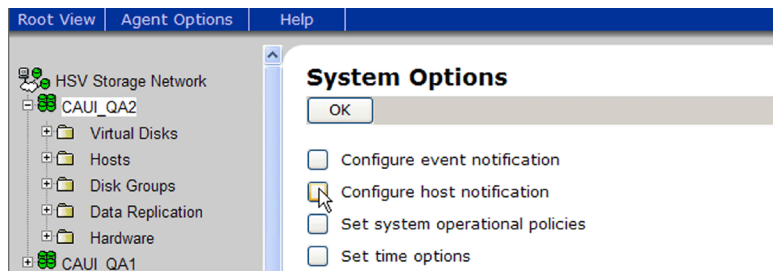 Root View Agent Options Help
HSV Storage Network
CAUI_QA2
Virtual Disks
Hosts
Disk Groups
Data Replication
Hardware
CAUI_QA1
System Options
OK
Configure event notification
Configure host notification
Set system operational policies
Set time options